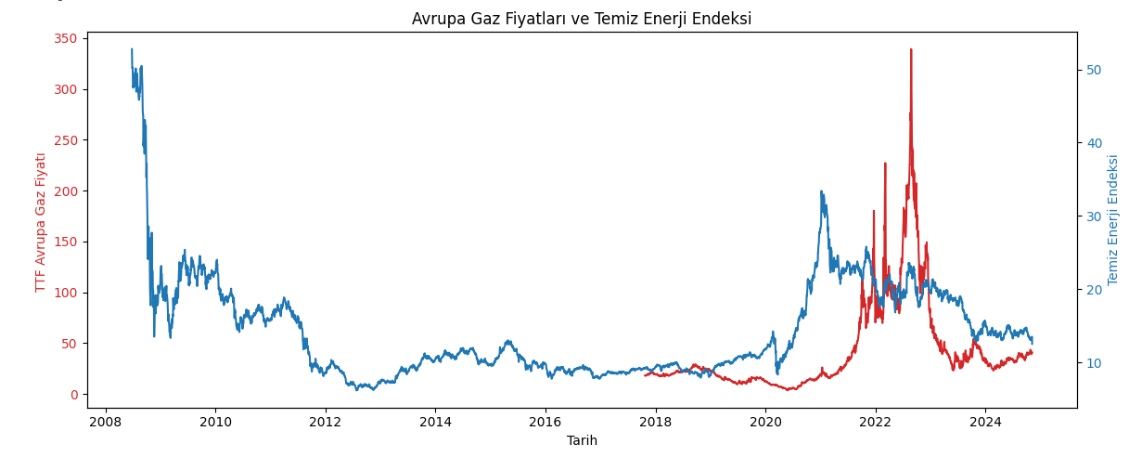 Avrupa Gaz Fiyatları ve Temiz Enerji Endeksi
TTF Avrupa Gaz Fiyatı
350
300
250
200
150
100
50
0
50
40
30
20
10
Temiz Enerji Endeksi
2008 2010 2012 2014 2016 2018 2020 2022 2024
Tarih